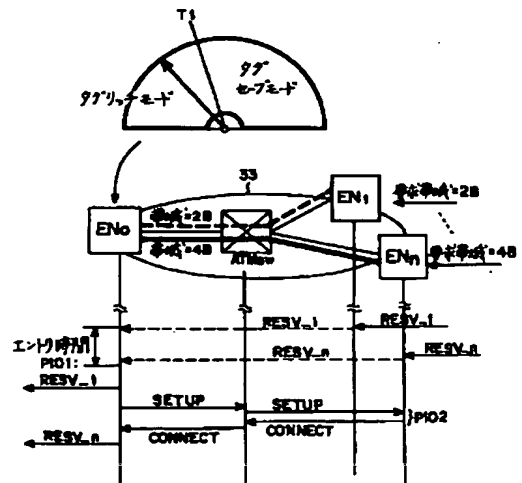 T1
タグリッチモード
タグ
セーブモード
33
EN0
帯域=2B
帯域=4B
ATMsw
EN1
要求帯域=2B
ENn
要求帯域=4B
RESV_1
RESV_1
エントリ時間
P101:
RESV_n
RESV_n
RESV_1
SETUP
SETUP
P102
CONNECT
CONNECT
RESV_n